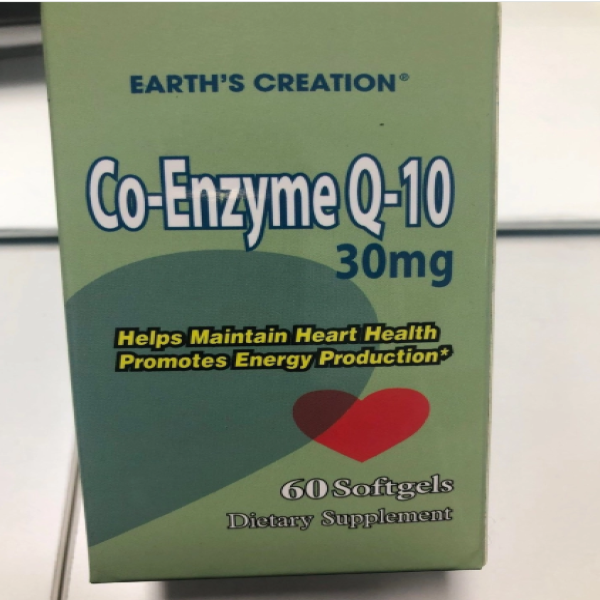 EARTH'S CREATION®
Co-Enzyme Q-10
30mg
Helps Maintain Heart Health
Promotes Energy Production*
60 Softgels
Dietary Supplement